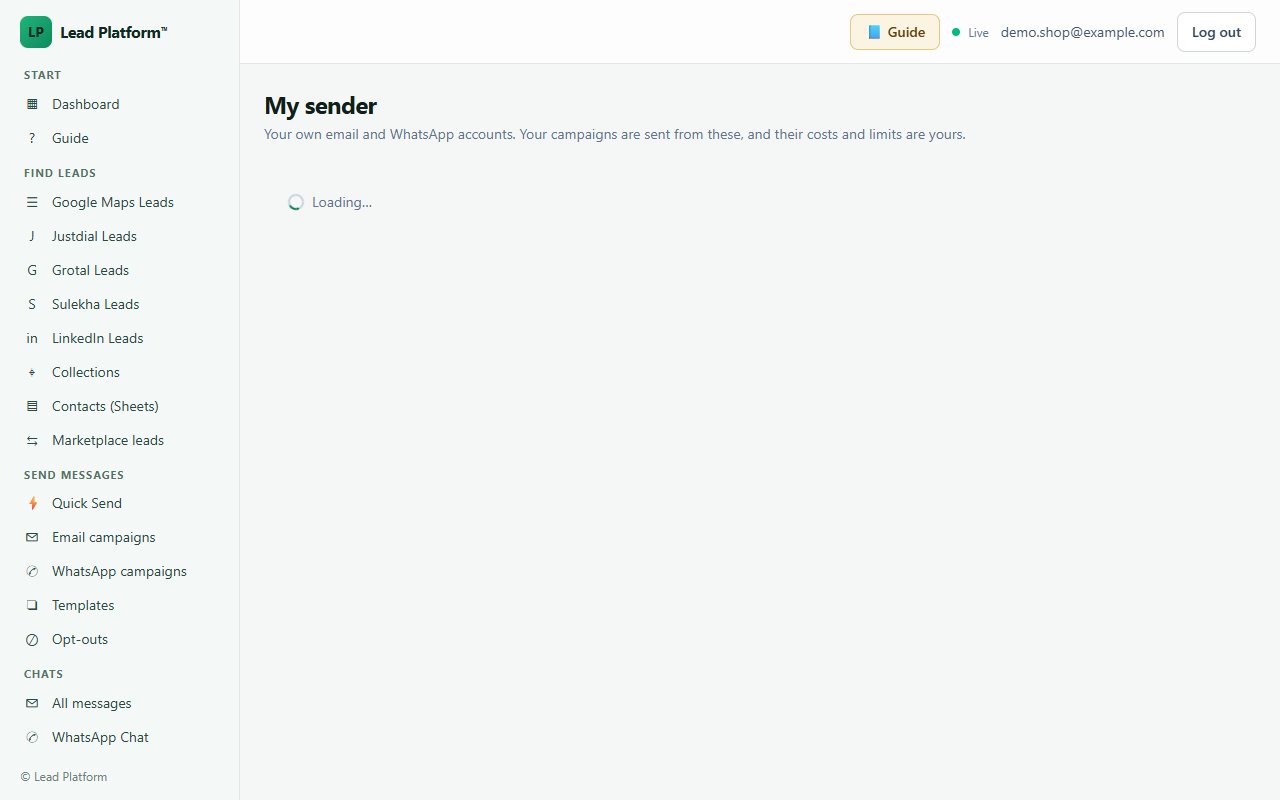 LP Lead Platform™
START
Dashboard
? Guide
FIND LEADS
Google Maps Leads
J Justdial Leads
G Grotal Leads
S Sulekha Leads
in LinkedIn Leads
Collections
Contacts (Sheets)
Marketplace leads
SEND MESSAGES
Quick Send
Email campaigns
WhatsApp campaigns
Templates
Opt-outs
CHATS
All messages
WhatsApp Chat
© Lead Platform
Guide
Live
demo.shop@example.com
Log out
My sender
Your own email and WhatsApp accounts. Your campaigns are sent from these, and their costs and limits are yours.
Loading...